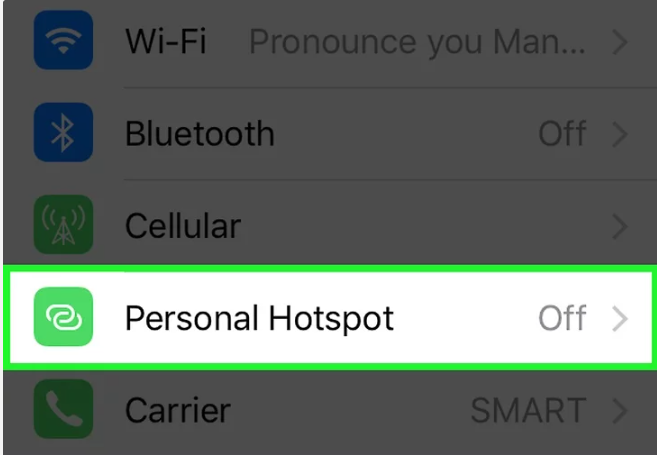 Wi-Fi Pronounce you Man...
Bluetooth Off
Cellular
Personal Hotspot Off
Carrier SMART